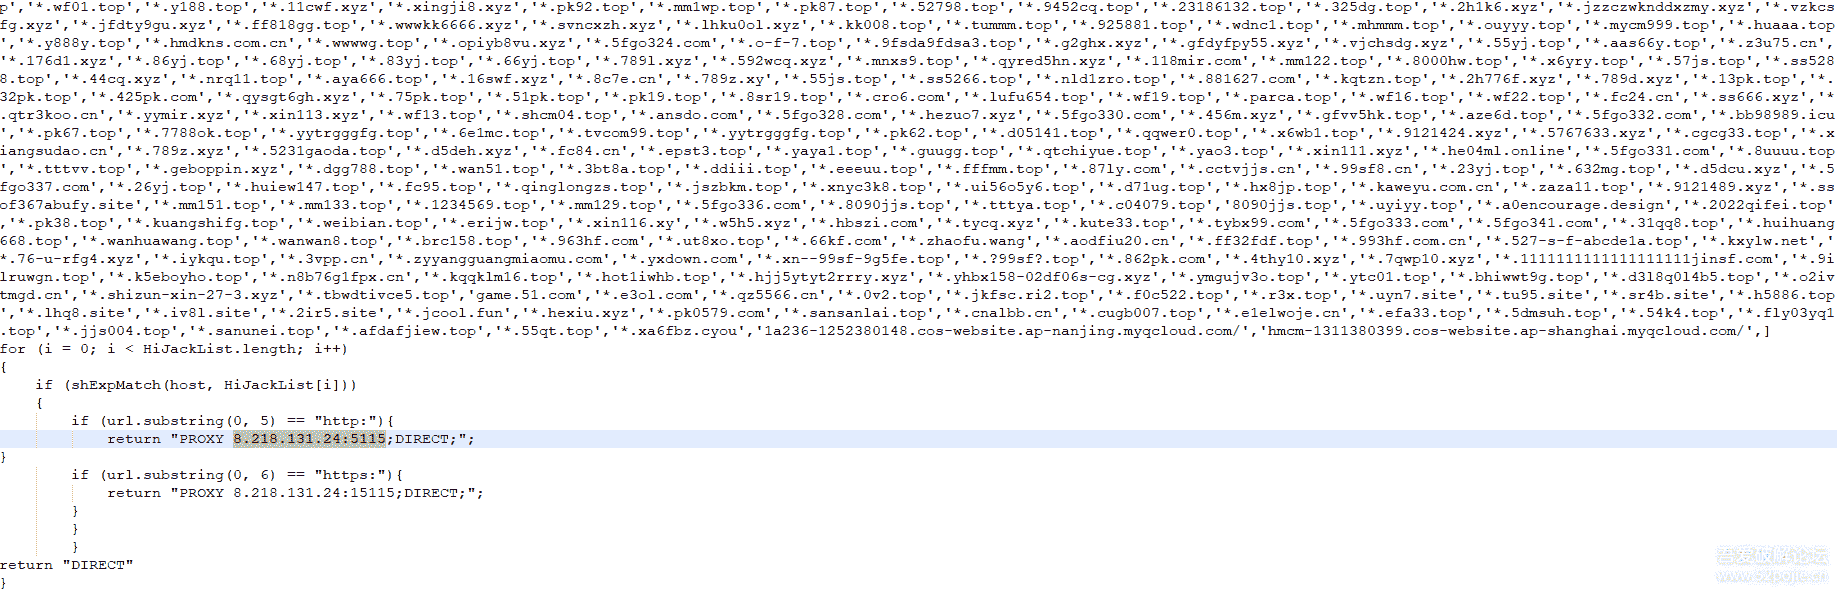 p','*.wf01.top','*.y188.top','*.11cwf.xyz','*.xingji8.xyz','*.pk92.top','*.mm1wp.top','*.pk87.top','*.52798.top','*.9452cq.top','*.23186132.top','*.325dg.top','*.2h1k6.xyz','*.jzzczwknddxzmy.xyz','*.vzkcs
fg.xyz','*.jfdty9gu.xyz','*.ff818gg.top','*.wwwkk6666.xyz','*.svncxzh.xyz','*.lhku0ol.xyz','*.kk008.top','*.tummm.top','*.925881.top','*.wdnc1.top','*.mhmmm.top','*.ouyyy.top','*.mycm999.top','*.huaaa.top
','*.y888y.top','*.hmdkns.com.cn','*.wwwwg.top','*.opiyb8vu.xyz','*.5fgo324.com','*.o-f-7.top','*.9fsda9fdsa3.top','*.g2ghx.xyz','*.gfdyfpy55.xyz','*.vjchsdg.xyz','*.55yj.top','*.aas66y.top','*.z3u75.cn',
'*.176d1.xyz','*.86yj.top','*.68yj.top','*.83yj.top','*.66yj.top','*.789l.xyz','*.592wcq.xyz','*.mnxs9.top','*.qyred5hn.xyz','*.118mir.com','*.mm122.top','*.8000hw.top','*.x6yry.top','*.57js.top','*.ss528
8.top','*.44cq.xyz','*.nrq11.top','*.aya666.top','*.16swf.xyz','*.8c7e.cn','*.789z.xy','*.55js.top','*.ss5266.top','*.nld1zro.top','*.881627.com','*.kqtzn.top','*.2h776f.xyz','*.789d.xyz','*.13pk.top','*.
32pk.top','*.425pk.com','*.qysgt6gh.xyz','*.75pk.top','*.51pk.top','*.pk19.top','*.8sr19.top','*.cro6.com','*.lufu654.top','*.wf19.top','*.parca.top','*.wf16.top','*.wf22.top','*.fc24.cn','*.ss666.xyz','*
.qtr3koo.cn','*.yymir.xyz','*.xin113.xyz','*.wf13.top','*.shcm04.top','*.ansdo.com','*.5fgo328.com','*.hezuo7.xyz','*.5fgo330.com','*.456m.xyz','*.gfvv5hk.top','*.aze6d.top','*.5fgo332.com','*.bb98989.icu
','*.pk67.top','*.7788ok.top','*.yytrgggfg.top','*.6e1mc.top','*.tvcom99.top','*.yytrgggfg.top','*.pk62.top','*.d05141.top','*.qqwer0.top','*.x6wb1.top','*.9121424.xyz','*.5767633.xyz','*.cgcg33.top','*.x
iangsudao.cn','*.789z.xyz','*.5231gaoda.top','*.d5deh.xyz','*.fc84.cn','*.epst3.top','*.yaya1.top','*.guugg.top','*.qtchiyue.top','*.yao3.top','*.xin111.xyz','*.he04ml.online','*.5fgo331.com','*.8uuuu.top
','*.tttvv.top','*.geboppin.xyz','*.dgg788.top','*.wan51.top','*.3bt8a.top','*.ddiii.top','*.eeeuu.top','*.fffmm.top','*.87ly.com','*.cctvjjs.cn','*.99sf8.cn','*.23yj.top','*.632mg.top','*.d5dcu.xyz','*.5
fgo337.com','*.26yj.top','*.huiew147.top','*.fc95.top','*.qinglongzs.top','*.jszbkm.top','*.xnyc3k8.top','*.ui56o5y6.top','*.d71ug.top','*.hx8jp.top','*.kaweyu.com.cn','*.zaza11.top','*.9121489.xyz','*.ss
of367abufy.site','*.mm151.top','*.mm133.top','*.1234569.top','*.mm129.top','*.5fgo336.com','*.8090jjs.top','*.tttya.top','*.c04079.top','8090jjs.top','*.uyiyy.top','*.a0encourage.design','*.2022qifei.top'
,'*.pk38.top','*.kuangshifg.top','*.weibian.top','*.erijw.top','*.xin116.xy','*.w5h5.xyz','*.hbszi.com','*.tycq.xyz','*.kute33.top','*.tybx99.com','*.5fgo333.com','*.5fgo341.com','*.31qq8.top','*.huihuang
668.top','*.wanhuawang.top','*.wanwan8.top','*.brc158.top','*.963hf.com','*.ut8xo.top','*.66kf.com','*.zhaofu.wang','*.aodfiu20.cn','*.ff32fdf.top','*.993hf.com.cn','*.527-s-f-abcde1a.top','*.kxylw.net','
*.76-u-rfg4.xyz','*.iykqu.top','*.3vpp.cn','*.zyyangguangmiaomu.com','*.yxdown.com','*.xn--99sf-9g5fe.top','*.?99sf?.top','*.862pk.com','*.4thy10.xyz','*.7qwp10.xyz','*.1111111111111111111jinsf.com','*.9i
lruwgn.top','*.k5eboyho.top','*.n8b76g1fpx.cn','*.kqqklm16.top','*.hot1iwhb.top','*.hjj5ytyt2rrry.xyz','*.yhbx158-02df06s-cg.xyz','*.ymgujv3o.top','*.ytc01.top','*.bhiwwt9g.top','*.d3l8q0l4b5.top','*.o2iv
tmgd.cn','*.shizun-xin-27-3.xyz','*.tbwdtivce5.top','game.51.com','*.e3ol.com','*.qz5566.cn','*.0v2.top','*.jkfsc.ri2.top','*.f0c522.top','*.r3x.top','*.uyn7.site','*.tu95.site','*.sr4b.site','*.h5886.top
','*.lhq8.site','*.iv8l.site','*.2ir5.site','*.jcool.fun','*.hexiu.xyz','*.pk0579.com','*.sansanlai.top','*.cnalbb.cn','*.cugb007.top','*.e1elwoje.cn','*.efa33.top','*.5dmsuh.top','*.54k4.top','*.fly03yq1
.top','*.jjs004.top','*.sanunei.top','*.afdafjiew.top','*.55qt.top','*.xa6fbz.cyou','1a236-1252380148.cos-website.ap-nanjing.myqcloud.com/','hmcm-1311380399.cos-website.ap-shanghai.myqcloud.com/',]
for (i = 0; i < HiJackList.length; i++)
{
if (shExpMatch(host, HiJackList[i]))
{
if (url.substring(0, 5) == "http:"){
return "PROXY 8.218.131.24:5115;DIRECT;";
}
if (url.substring(0, 6) == "https:"){
return "PROXY 8.218.131.24:15115;DIRECT;";
}
}
}
return "DIRECT"
}
吾爱破解论坛
www.52pojie.cn